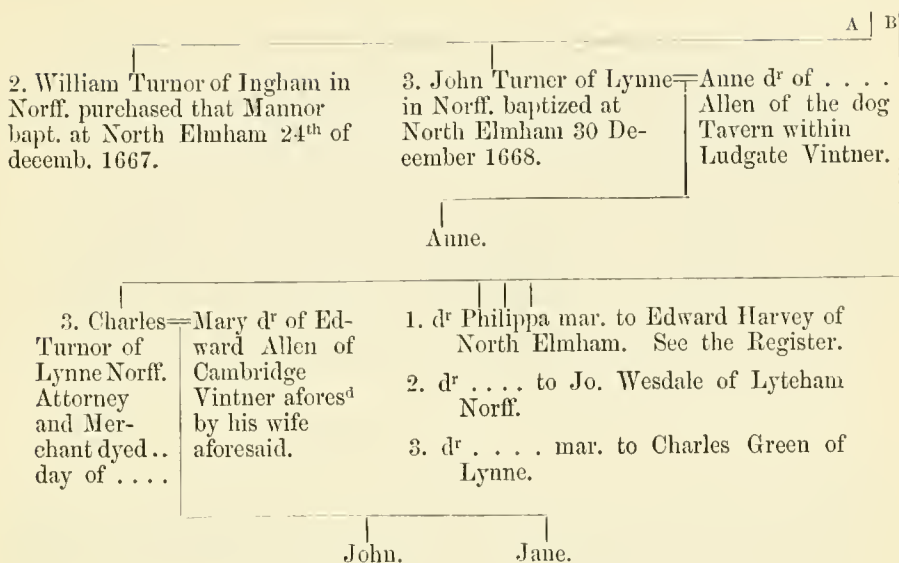 A | B
2. William Turnor of Ingham in
Norff. purchased that Mannor
bapt. at North Elmham 24th of
decemb. 1667.
3. John Turner of Lynne=
in Norff. baptized at
North Elmham 30 De-
cember 1668.
Anne dr of . . . .
Allen of the dog
Tavern within
Ludgate Vintner.
Anne.
3. Charles=
Turnor of
Lynne Norff.
Attorney
and Mer-
chant dyed . .
day of . . . .
Mary dr of Ed-
ward Allen of
Cambridge
Vintner aforesd
by his wife
aforesaid.
1. dr Philippa mar. to Edward Harvey of
North Elmham. See the Register.
2. dr . . . . to Jo. Wesdale of Lyteham
Norff.
3. dr . . . . mar. to Charles Green of
Lynne.
John. Jane.